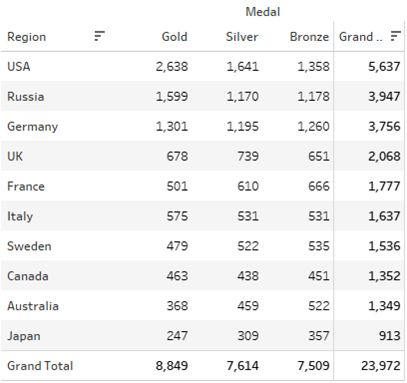 Medal
Region Gold Silver Bronze Grand ..
USA 2,638 1,641 1,358 5,637
Russia 1,599 1,170 1,178 3,947
Germany 1,301 1,195 1,260 3,756
UK 678 739 651 2,068
France 501 610 666 1,777
Italy 575 531 531 1,637
Sweden 479 522 535 1,536
Canada 463 438 451 1,352
Australia 368 459 522 1,349
Japan 247 309 357 913
Grand Total 8,849 7,614 7,509 23,972